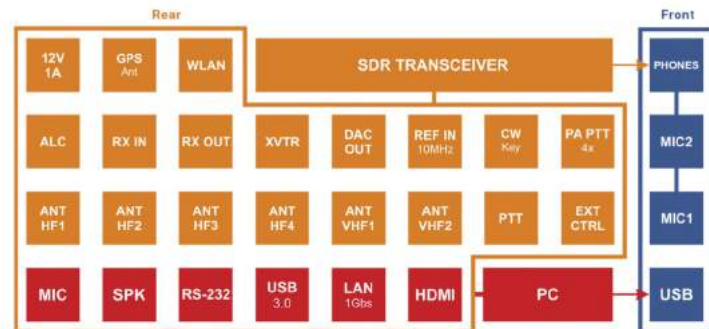 Rear
Front
12V
1A
GPS
Ant
WLAN
SDR TRANSCEIVER
PHONES
ALC
RX IN
RX OUT
XVTR
DAC
OUT
REF IN
10MHz
CW
Key
PA PTT
4x
MIC2
ANT
HF1
ANT
HF2
ANT
HF3
ANT
HF4
ANT
VHF1
ANT
VHF2
PTT
EXT
CTRL
MIC1
MIC
SPK
RS-232
USB
3.0
LAN
1Gbs
HDMI
PC
USB